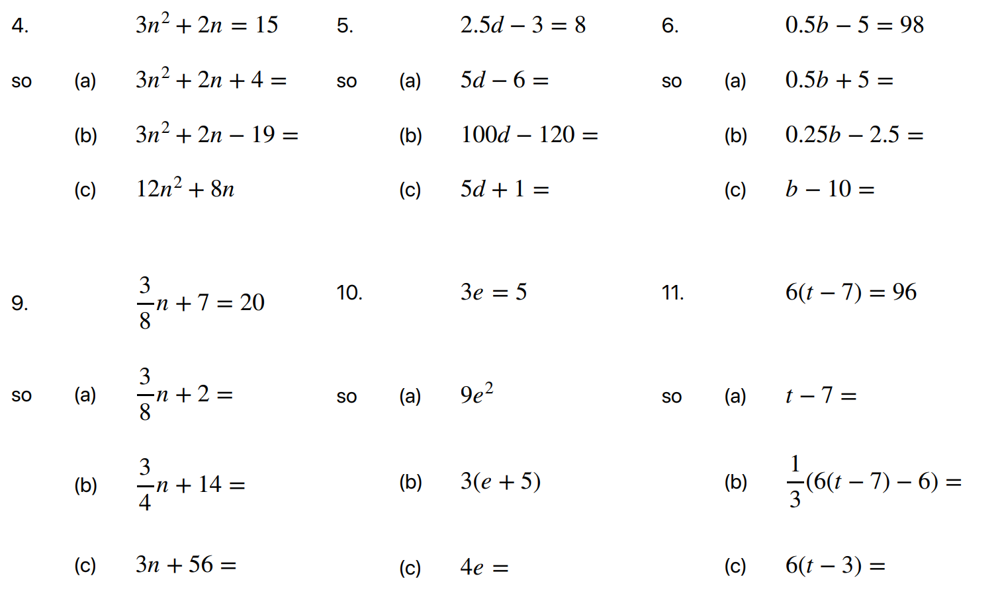 4. 3n² + 2n = 15 5. 2.5d − 3 = 8 6. 0.5b − 5 = 98
so (a) 3n² + 2n + 4 = so (a) 5d − 6 = so (a) 0.5b + 5 =
(b) 3n² + 2n − 19 = (b) 100d − 120 = (b) 0.25b − 2.5 =
(c) 12n² + 8n (c) 5d + 1 = (c) b − 10 =
9. 3/8 n + 7 = 20 10. 3e = 5 11. 6(t − 7) = 96
so (a) 3/8 n + 2 = so (a) 9e² so (a) t − 7 =
(b) 3/4 n + 14 = (b) 3(e + 5) (b) 1/3 (6(t − 7) − 6) =
(c) 3n + 56 = (c) 4e = (c) 6(t − 3) =